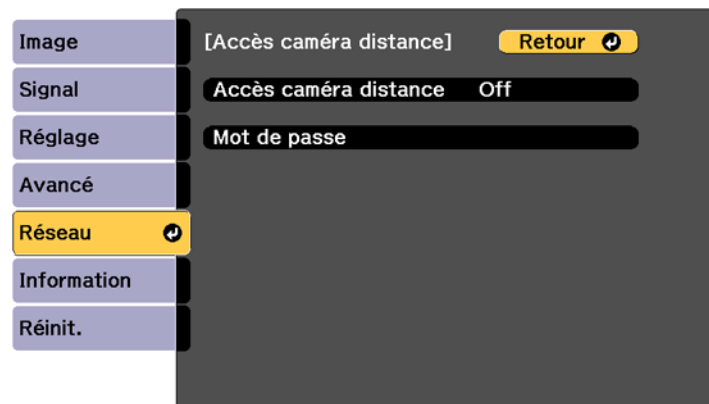 Image
Signal
Réglage
Avancé
Réseau
Information
Réinit.
[Accès caméra distance] Retour
Accès caméra distance Off
Mot de passe